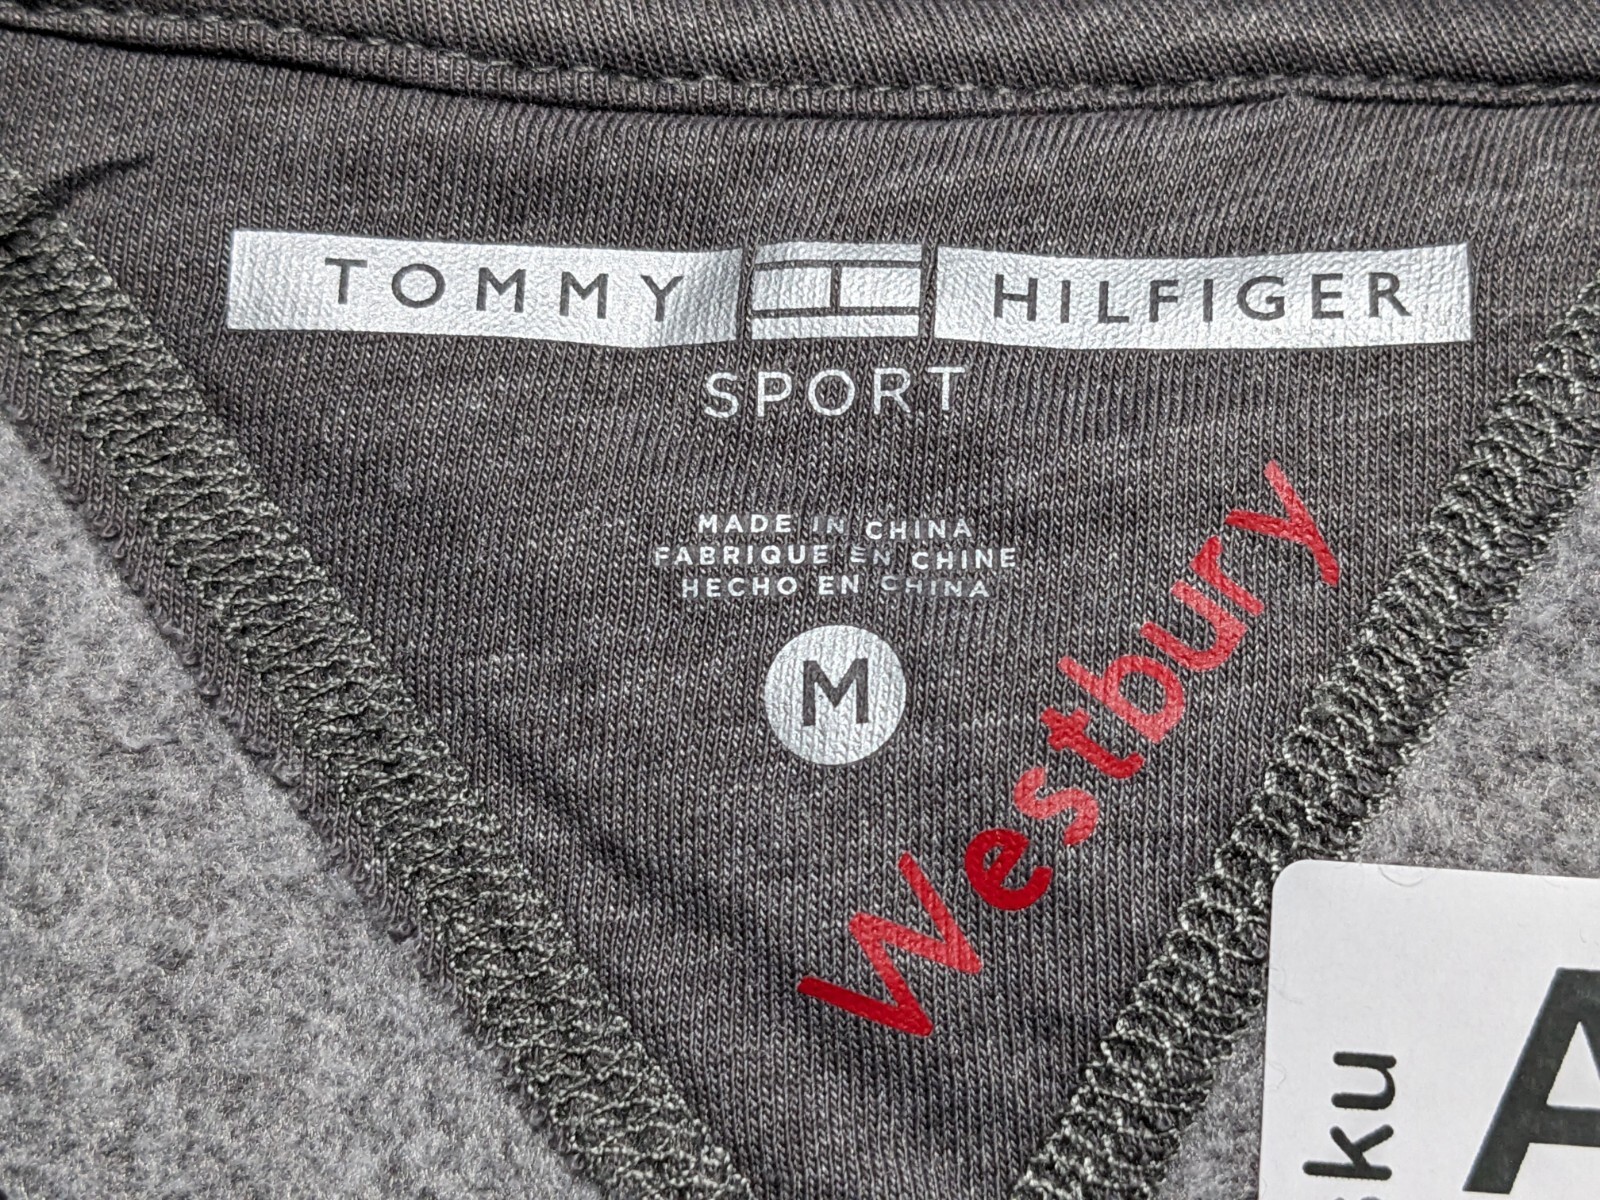 TOMMY HILFIGER
SPORT
MADE IN CHINA
FABRIQUE EN CHINE
HECHO EN CHINA
M
Westbury
sku
A